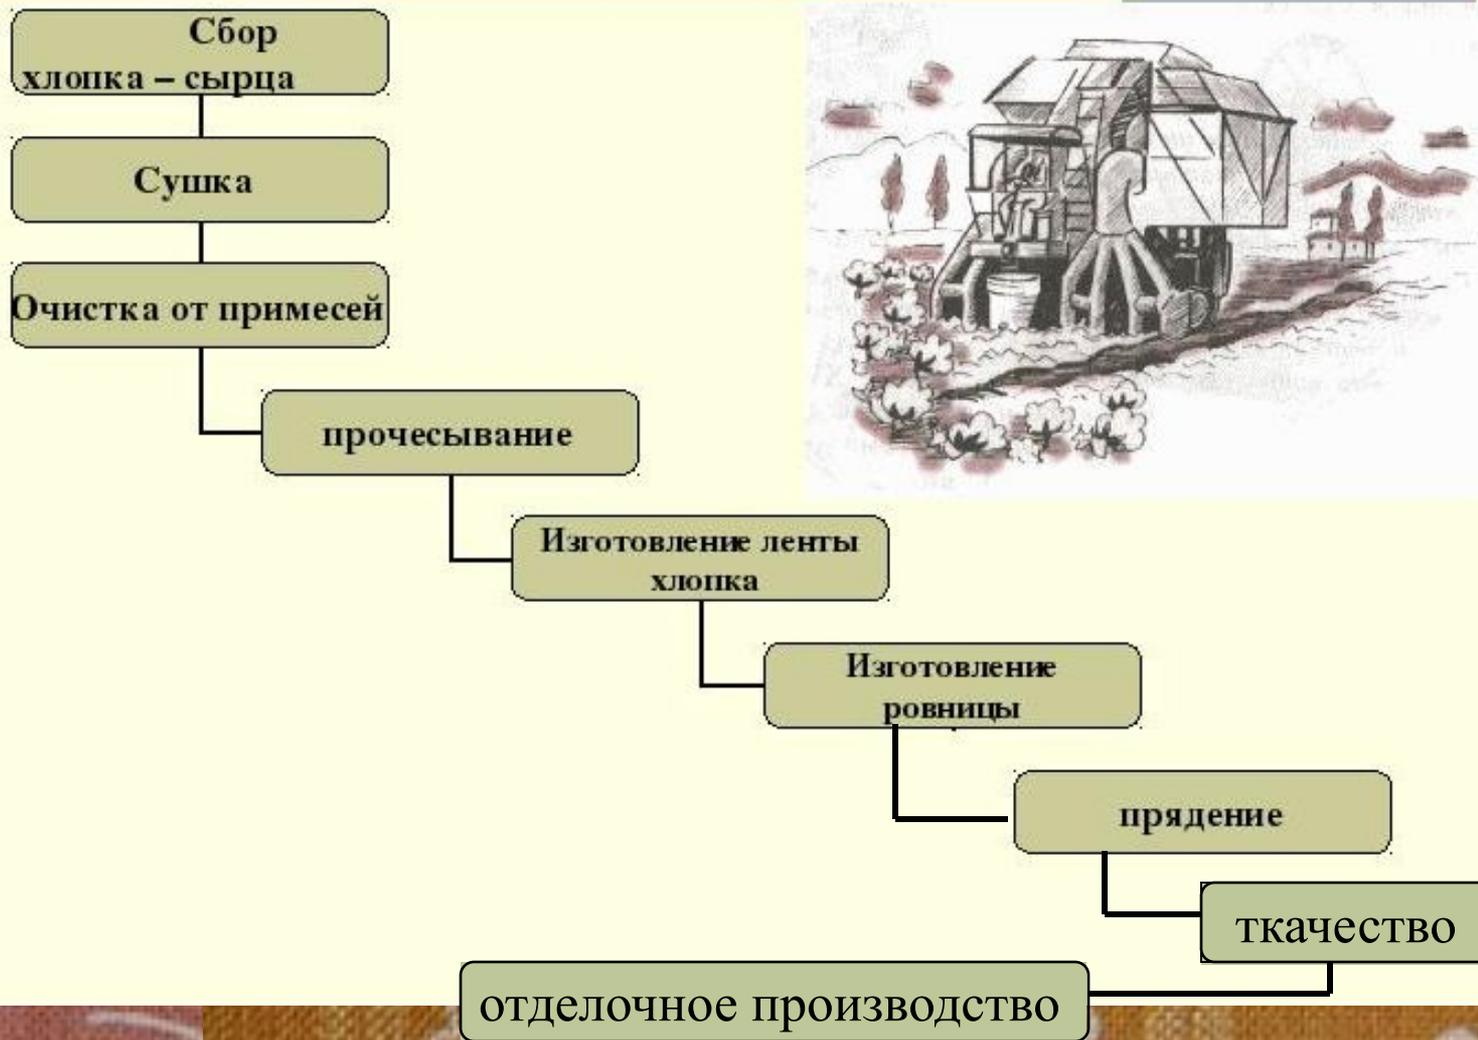 Сбор
хлопка – сырца
Сушка
Очистка от примесей
прочесывание
Изготовление ленты
хлопка
Изготовление
ровницы
прядение
ткачество
отделочное производство